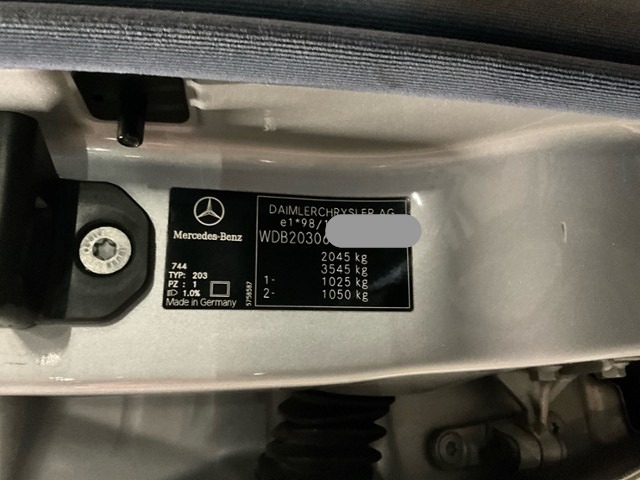 Mercedes-Benz
744
TYP: 203
PZ : 1
1.0%
Made in Germany
5758587
DAIMLERCHRYSLER AG
e1*98/1
WDB20306
2045 kg
3545 kg
1- 1025 kg
2- 1050 kg